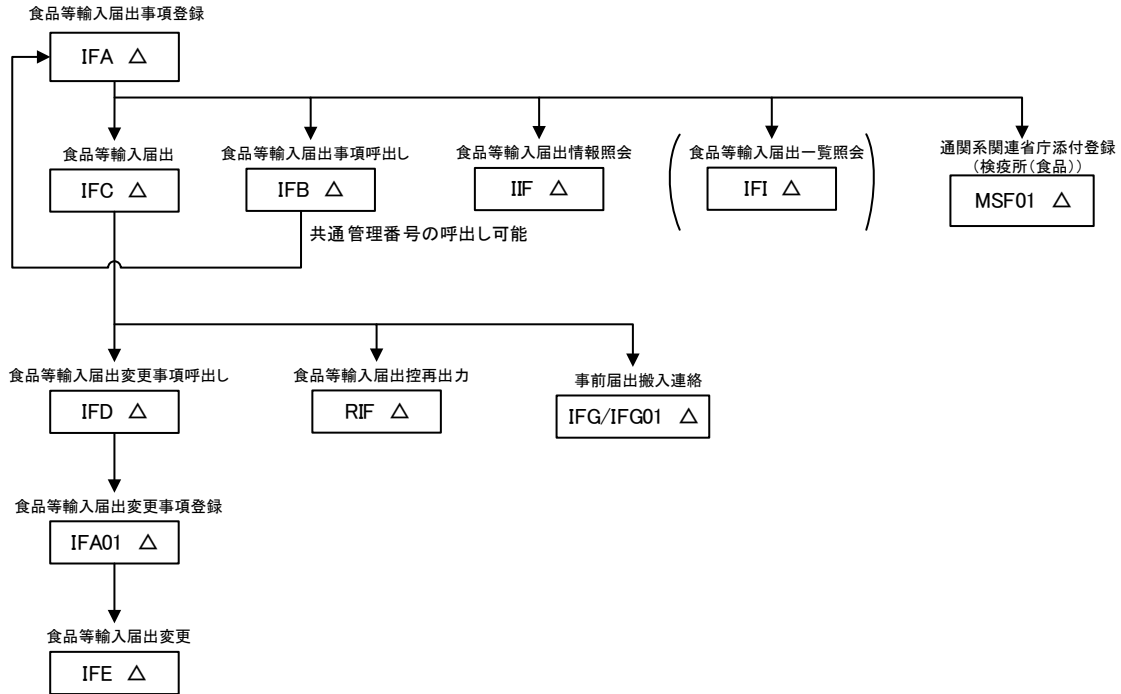 食品等輸入届出事項登録
IFA △
食品等輸入届出
IFC △
食品等輸入届出事項呼出し
IFB △
共通管理番号の呼出し可能
食品等輸入届出情報照会
IIF △
食品等輸入届出一覧照会
IFI △
通関系関連省庁添付登録
(検疫所(食品))
MSF01 △
食品等輸入届出変更事項呼出し
IFD △
食品等輸入届出控再出力
RIF △
事前届出搬入連絡
IFG/IFG01 △
食品等輸入届出変更事項登録
IFA01 △
食品等輸入届出変更
IFE △